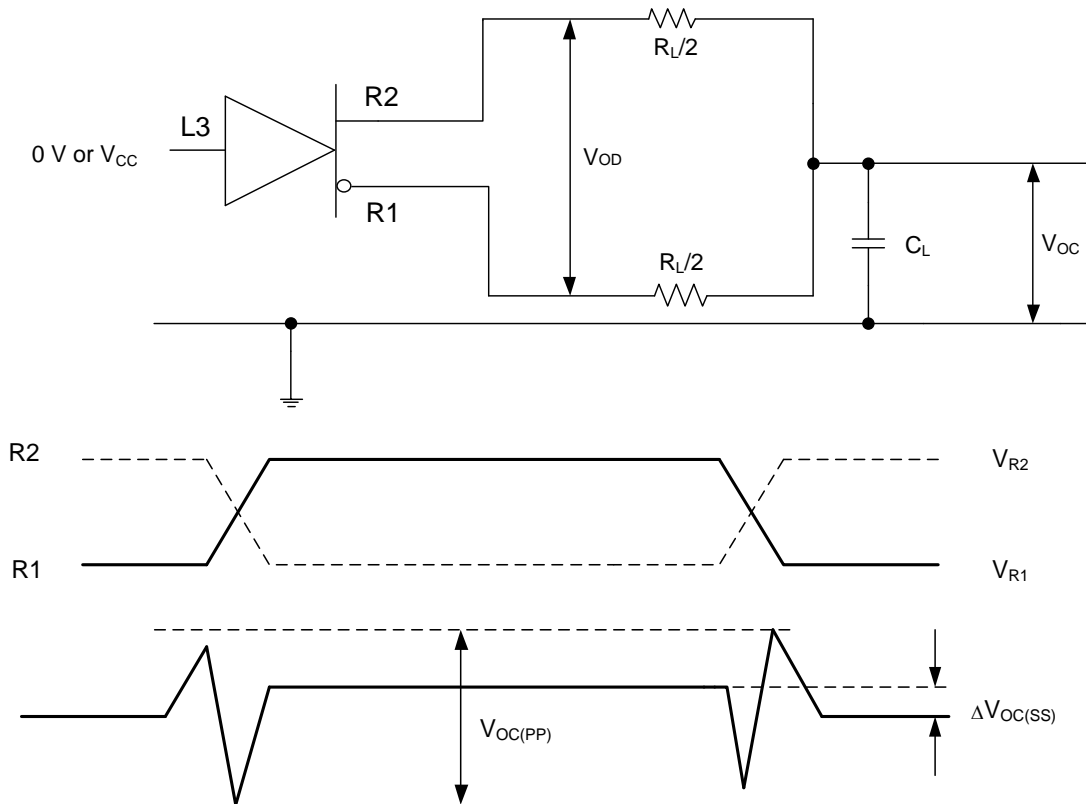 R_L/2
R2
L3
0 V or V_CC
V_OD
R1
R_L/2
C_L
V_OC
R2
V_R2
R1
V_R1
V_OC(PP)
ΔV_OC(SS)